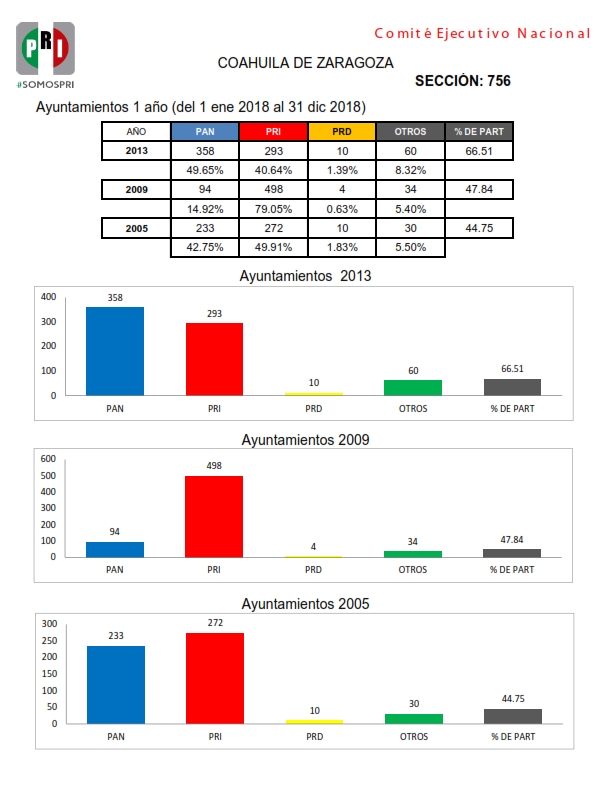 Comité Ejecutivo Nacional
PRI
#SOMOSPRI
COAHUILA DE ZARAGOZA
SECCIÓN: 756
Ayuntamientos 1 año (del 1 ene 2018 al 31 dic 2018)
AÑO PAN PRI PRD OTROS % DE PART
2013 358 293 10 60 66.51
49.65% 40.64% 1.39% 8.32%
2009 94 498 4 34 47.84
14.92% 79.05% 0.63% 5.40%
2005 233 272 10 30 44.75
42.75% 49.91% 1.83% 5.50%
Ayuntamientos 2013
400
300
200
100
0
358 293 10 60 66.51
PAN PRI PRD OTROS % DE PART
Ayuntamientos 2009
600
500
400
300
200
100
0
94 498 4 34 47.84
PAN PRI PRD OTROS % DE PART
Ayuntamientos 2005
300
250
200
150
100
50
0
233 272 10 30 44.75
PAN PRI PRD OTROS % DE PART